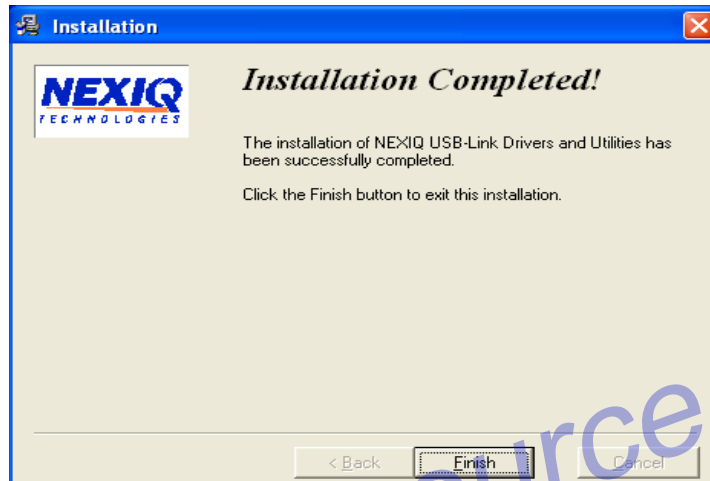 Installation
NEXIQ
TECHNOLOGIES
Installation Completed!
The installation of NEXIQ USB-Link Drivers and Utilities has
been successfully completed.
Click the Finish button to exit this installation.
< Back
Finish
Cancel
urce